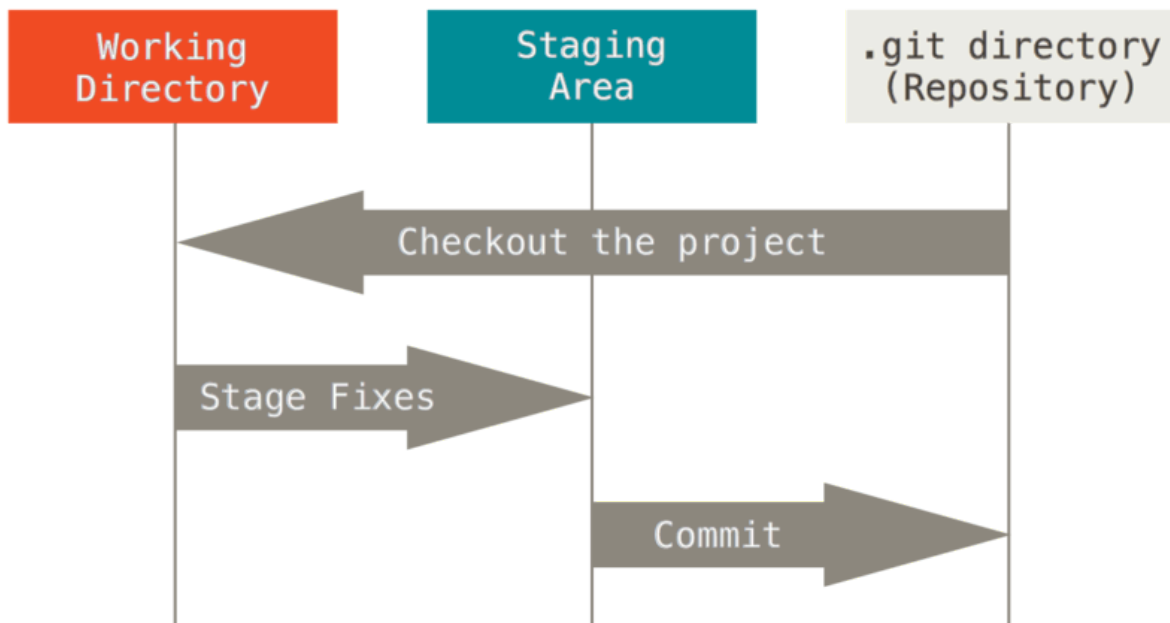 Working
Directory
Staging
Area
.git directory
(Repository)
Checkout the project
Stage Fixes
Commit